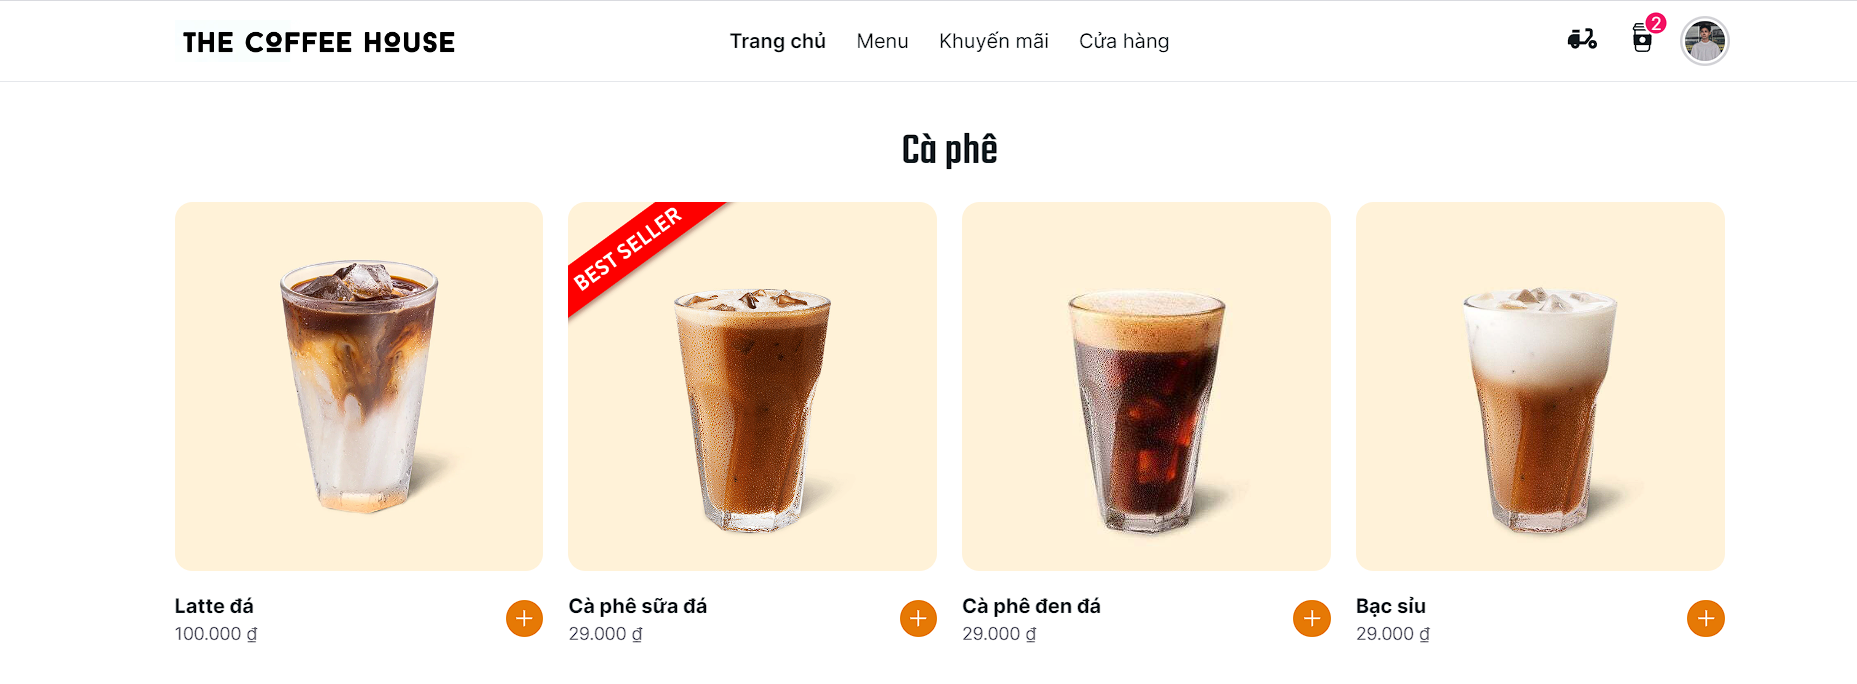 THE COFFEE HOUSE
Trang chủ
Menu
Khuyến mãi
Cửa hàng
2
Cà phê
BEST SELLER
Latte đá
100.000 ₫
Cà phê sữa đá
29.000 ₫
Cà phê đen đá
29.000 ₫
Bạc sỉu
29.000 ₫